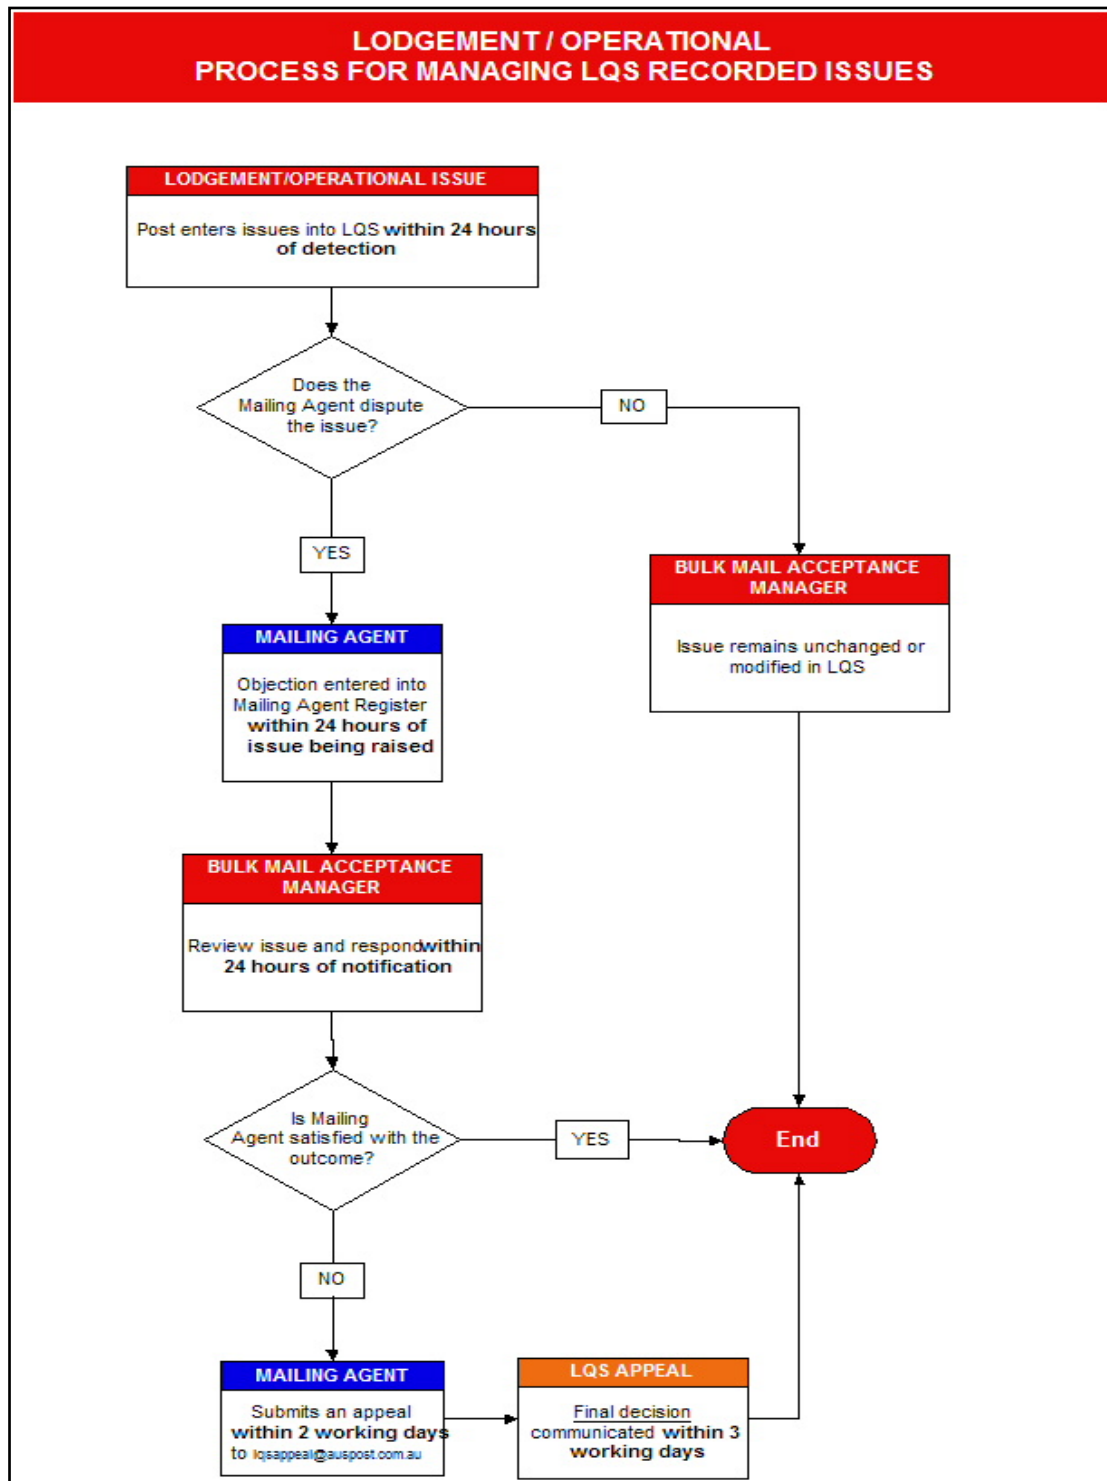 LODGEMENT / OPERATIONAL
PROCESS FOR MANAGING LQS RECORDED ISSUES
LODGEMENT/OPERATIONAL ISSUE
Post enters issues into LQS within 24 hours
of detection
Does the
Mailing Agent dispute
the issue?
NO
YES
BULK MAIL ACCEPTANCE
MANAGER
Issue remains unchanged or
modified in LQS
MAILING AGENT
Objection entered into
Mailing Agent Register
within 24 hours of
issue being raised
BULK MAIL ACCEPTANCE
MANAGER
Review issue and respond within
24 hours of notification
Is Mailing
Agent satisfied with the
outcome?
YES
End
NO
MAILING AGENT
Submits an appeal
within 2 working days
to lqsappeal@auspost.com.au
LQS APPEAL
Final decision
communicated within 3
working days